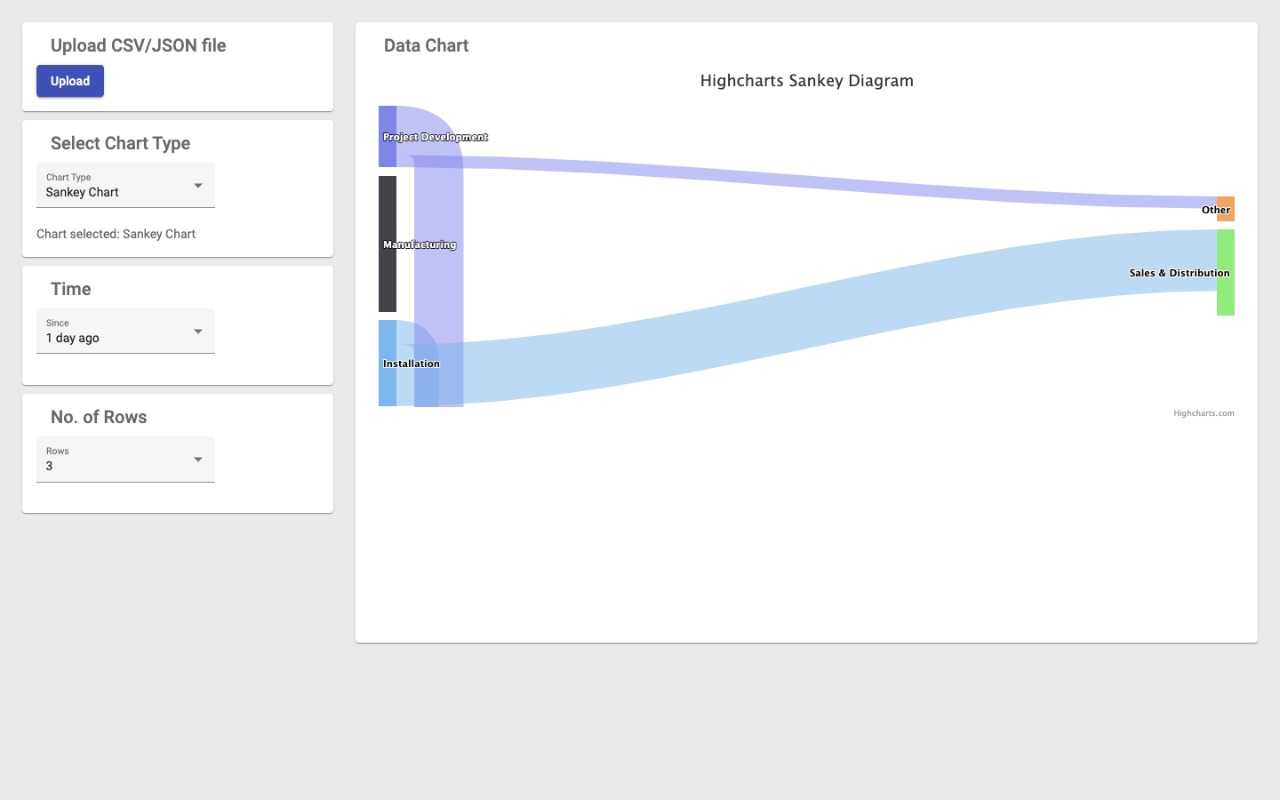 Upload CSV/JSON file
Upload
Select Chart Type
Chart Type
Sankey Chart
Chart selected: Sankey Chart
Time
Since
1 day ago
No. of Rows
Rows
3
Data Chart
Highcharts Sankey Diagram
Project Development
Manufacturing
Installation
Other
Sales & Distribution
Highcharts.com